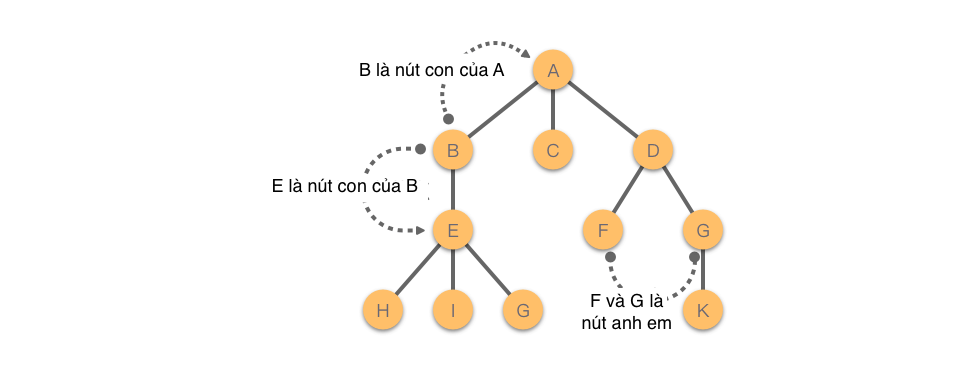 A
B là nút con của A
B
C
D
E là nút con của B
E
F
G
H
I
G
F và G là
nút anh em
K